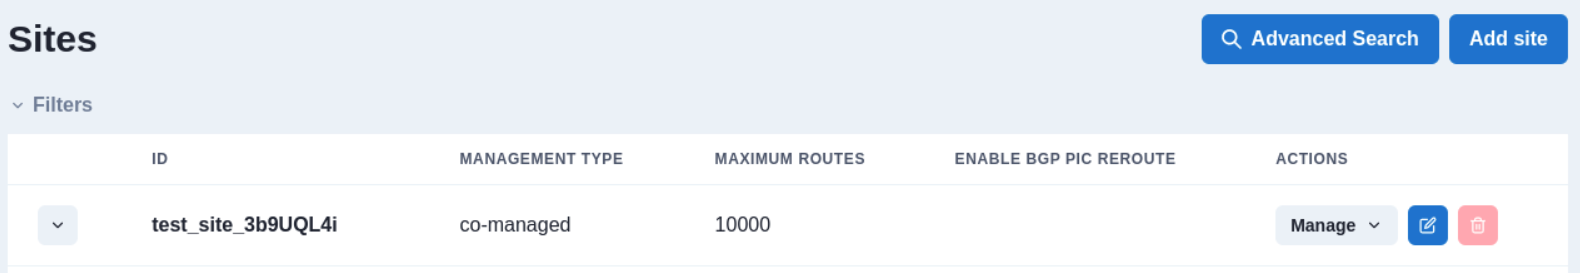 Sites
Advanced Search
Add site
Filters
ID MANAGEMENT TYPE MAXIMUM ROUTES ENABLE BGP PIC REROUTE ACTIONS
test_site_3b9UQL4i co-managed 10000 Manage